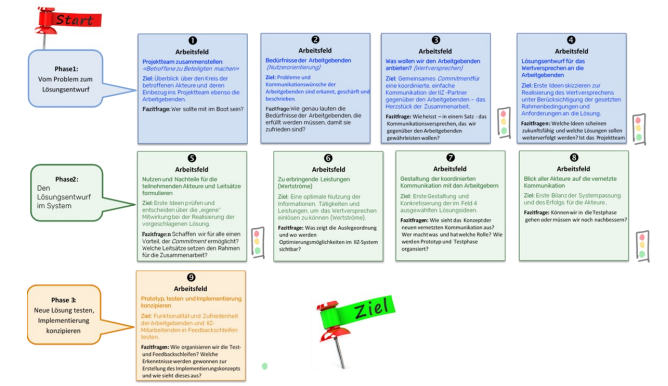 Start
Phase1:
Vom Problem zum
Lösungsentwurf
❶
Arbeitsfeld
Projektteam zusammenstellen
«Betroffene zu Beteiligten machen»
Ziel: Überblick über den Kreis der
betroffenen Akteure und deren
Einbezug ins Projektteam ebenso die
Arbeitgebenden.
Fazitfrage: Wer sollte mit im Boot sein?
❷
Arbeitsfeld
Bedürfnisse der Arbeitgebenden
(Nutzenorientierung)
Ziel: Probleme und
Kommunikationswünsche der
Arbeitgebenden sind erkannt, geschärft und
beschrieben.
Fazitfrage: Wie genau lauten die
Bedürfnisse der Arbeitgebenden, die
erfüllt werden müssen, damit sie
zufrieden sind?
❸
Arbeitsfeld
Was wollen wir den Arbeitgebenden
anbieten? (Wertversprechen)
Ziel: Gemeinsames Commitment für
eine koordinierte, einfache
Kommunikation der IIZ-Partner
gegenüber den Arbeitgebenden – das
Herzstück der Zusammenarbeit.
Fazitfrage: Wie heisst – in einem Satz - das
Kommunikationsversprechen, das wir
gegenüber den Arbeitgebenden
gewährleisten wollen?
❹
Arbeitsfeld
Lösungsentwurf für das
Wertversprechen an die
Arbeitgebenden
Ziel: Erste Ideen skizzieren zur
Realisierung des Wertversprechens
unter Berücksichtigung der gesetzten
Rahmenbedingungen und
Anforderungen an die Lösung.
Fazitfragen: Welche Ideen scheinen
zukunftsfähig und welche Lösungen sollen
weiterverfolgt werden? Ist das Projektteam
Phase2:
Den
Lösungsentwurf
im System
❺
Arbeitsfeld
Nutzen und Nachteile für die
teilnehmenden Akteure und Leitsätze
formulieren
Ziel: Erste Ideen prüfen und
entscheiden über die „eigene"
Mitwirkung bei der Realisierung der
vorgeschlagenen Lösung.
Fazitfrage:n Schaffen wir für alle einen
Vorteil, der Commitment ermöglicht?
Welche Leitsätze setzen den Rahmen
für die Zusammenarbeit?
❻
Arbeitsfeld
Zu erbringende Leistungen
(Wertströme)
Ziel: Eine optimale Nutzung der
Informationen, Tätigkeiten und
Leistungen, um das Wertversprechen
einlösen zu können (Wertströme).
Fazitfrage: Was zeigt die Auslegeordnung
und wo werden
Optimierungsmöglichkeiten im IIZ-System
sichtbar?
❼
Arbeitsfeld
Gestaltung der koordinierten
Kommunikation mit den Arbeitgebern
Ziel: Erste Gestaltung und
Konkretisierung der im Feld 4
ausgewählten Lösungsideen.
Fazitfragen: Wie sieht das Konzept der
neuen vernetzten Kommunikation aus?
Wer macht was und hat welche Rolle? Wie
werden Prototyp und Testphase
organisiert?
❽
Arbeitsfeld
Blick aller Akteure auf die vernetzte
Kommunikation
Ziel: Erste Bilanz der Systempassung
und des Erfolgs für die Akteure.
Fazitfrage: Können wir in die Testphase
gehen oder müssen wir noch nachbessern?
Phase 3:
Neue Lösung testen,
Implementierung
konzipieren
❾
Arbeitsfeld
Prototyp, testen und Implementierung
konzipieren
Ziel: Funktionalität und Zufriedenheit
der Arbeitgebenden und IIZ-
Mitarbeitenden in Feedbackschleifen
testen.
Fazitfragen: Wie organisieren wir die Test-
und Feedbackschleifen? Welche
Erkenntnisse werden gewonnen zur
Erstellung des Implementierungskonzepts
und wie sieht dieses aus?
Ziel